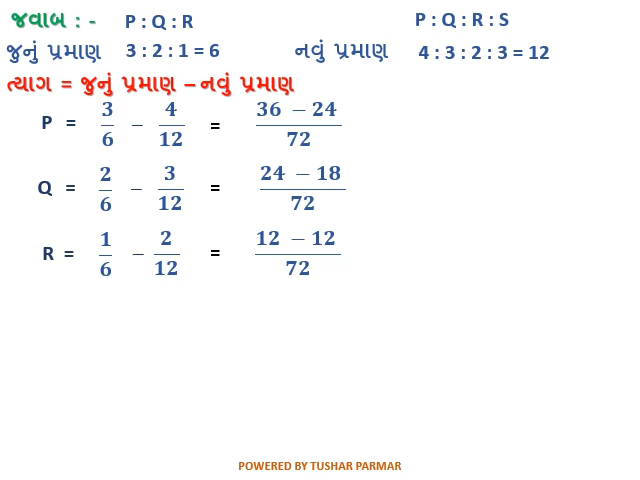 જવાબ : - P : Q : R P : Q : R : S
જુનું પ્રમાણ 3 : 2 : 1 = 6 નવું પ્રમાણ 4 : 3 : 2 : 3 = 12
ત્યાગ = જુનું પ્રમાણ – નવું પ્રમાણ
P = 3/6 − 4/12 = 36 − 24/72
Q = 2/6 − 3/12 = 24 − 18/72
R = 1/6 − 2/12 = 12 − 12/72
POWERED BY TUSHAR PARMAR